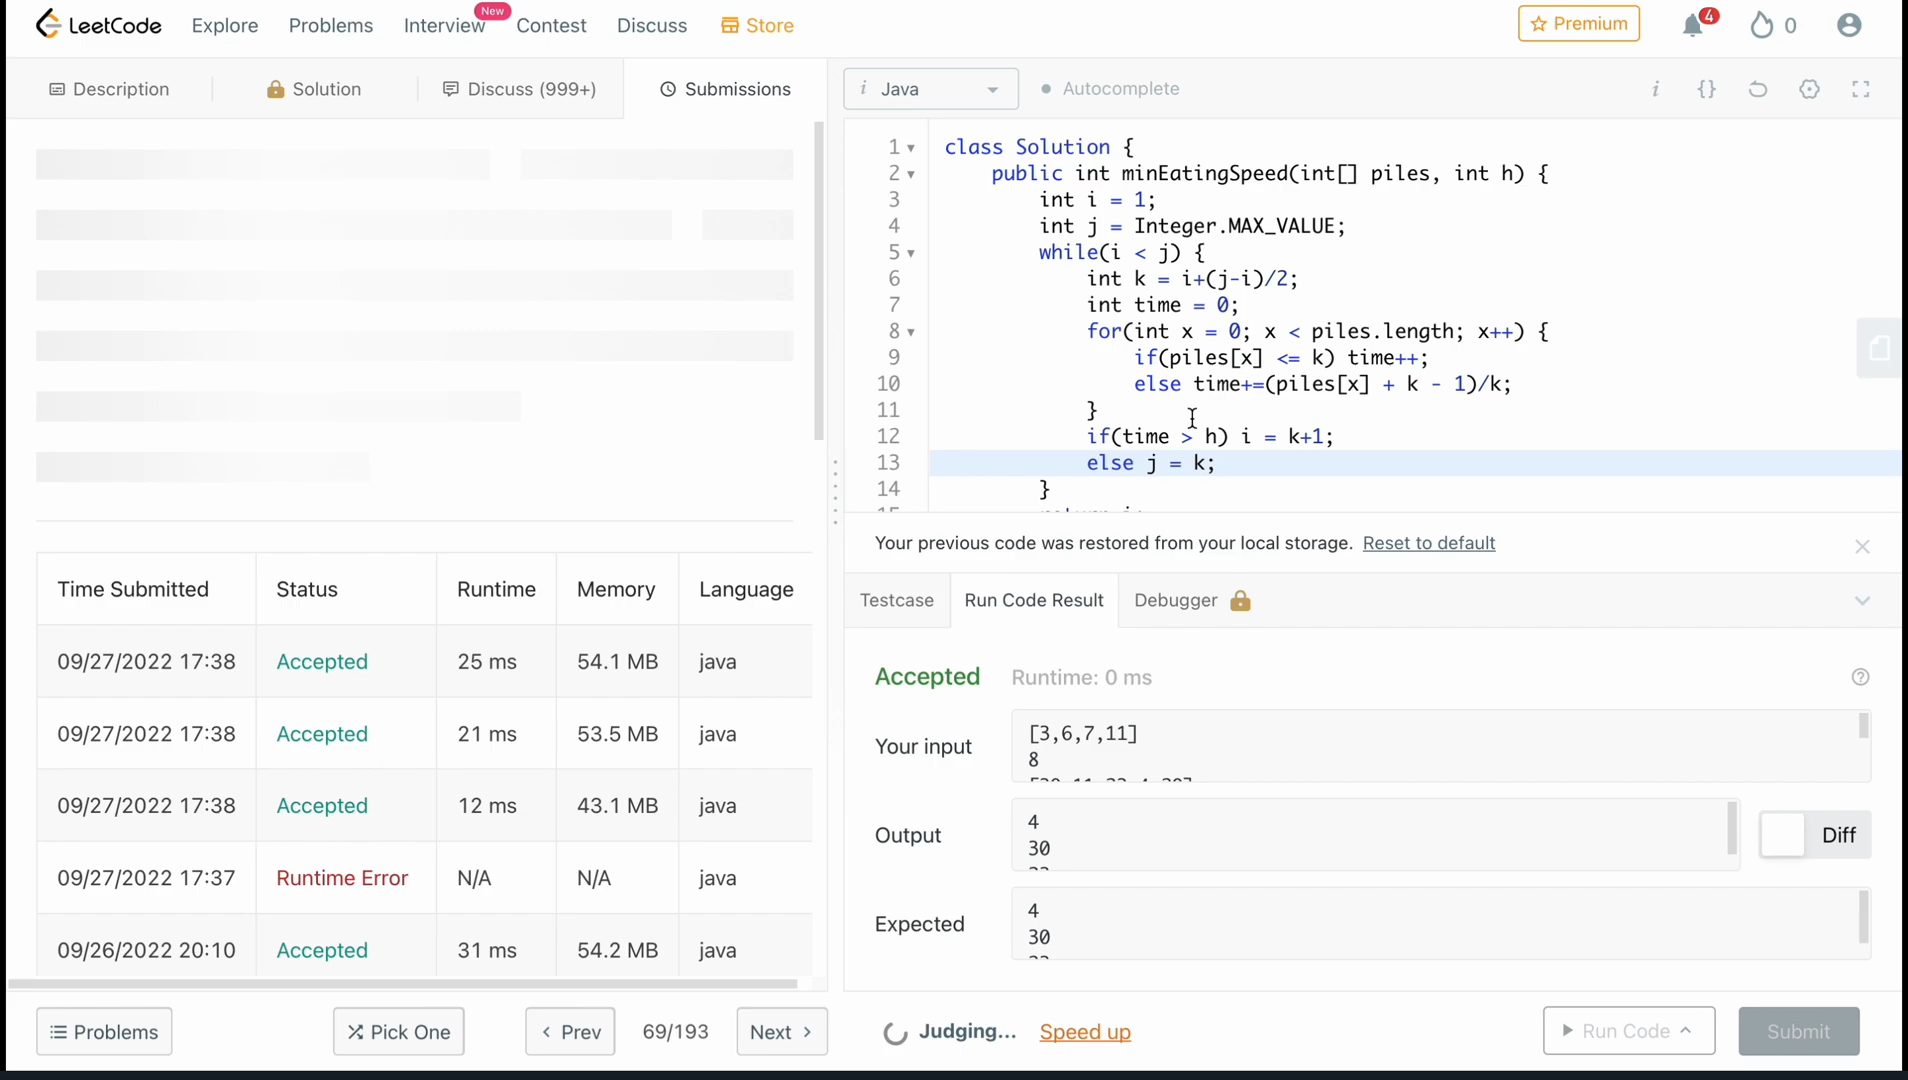 LeetCode
Explore
Problems
Interview
New
Contest
Discuss
Store
Premium
4
0
Description
Solution
Discuss (999+)
Submissions
i Java
Autocomplete
i
{}
1 class Solution {
2 public int minEatingSpeed(int[] piles, int h) {
3 int i = 1;
4 int j = Integer.MAX_VALUE;
5 while(i < j) {
6 int k = i+(j-i)/2;
7 int time = 0;
8 for(int x = 0; x < piles.length; x++) {
9 if(piles[x] <= k) time++;
10 else time+=(piles[x] + k - 1)/k;
11 }
12 if(time > h) i = k+1;
13 else j = k;
14 }
Your previous code was restored from your local storage. Reset to default
Testcase
Run Code Result
Debugger
Accepted Runtime: 0 ms
Your input
[3,6,7,11]
8
Output
4
30
Diff
Expected
4
30
Time Submitted Status Runtime Memory Language
09/27/2022 17:38 Accepted 25 ms 54.1 MB java
09/27/2022 17:38 Accepted 21 ms 53.5 MB java
09/27/2022 17:38 Accepted 12 ms 43.1 MB java
09/27/2022 17:37 Runtime Error N/A N/A java
09/26/2022 20:10 Accepted 31 ms 54.2 MB java
Problems
Pick One
Prev
69/193
Next
Judging...
Speed up
Run Code
Submit